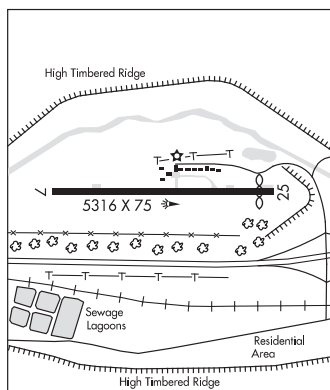 High Timbered Ridge
T T T
7
25
5316 X 75
T T T T T
Sewage
Lagoons
Residential
Area
High Timbered Ridge